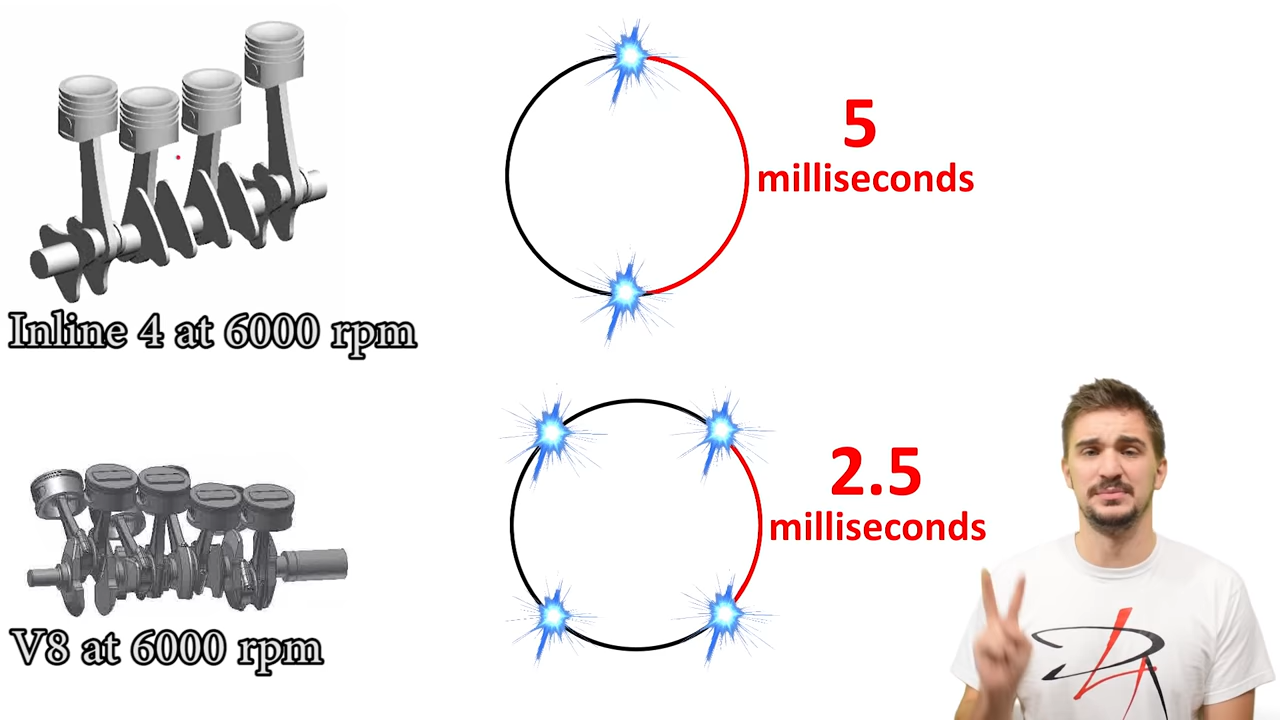 5
milliseconds
Inline 4 at 6000 rpm
2.5
milliseconds
V8 at 6000 rpm